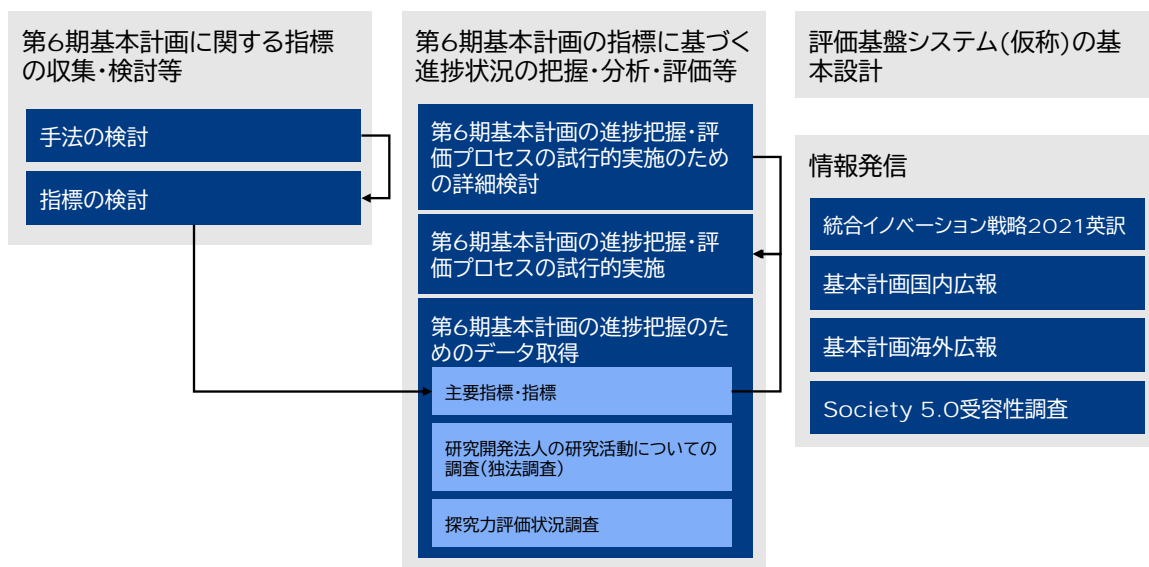 第6期基本計画に関する指標
の収集・検討等
手法の検討
指標の検討
第6期基本計画の指標に基づく
進捗状況の把握・分析・評価等
第6期基本計画の進捗把握・評
価プロセスの試行的実施のため
の詳細検討
第6期基本計画の進捗把握・評
価プロセスの試行的実施
第6期基本計画の進捗把握のた
めのデータ取得
主要指標・指標
研究開発法人の研究活動についての
調査(独法調査)
探究力評価状況調査
評価基盤システム(仮称)の基
本設計
情報発信
統合イノベーション戦略2021英訳
基本計画国内広報
基本計画海外広報
Society 5.0受容性調査